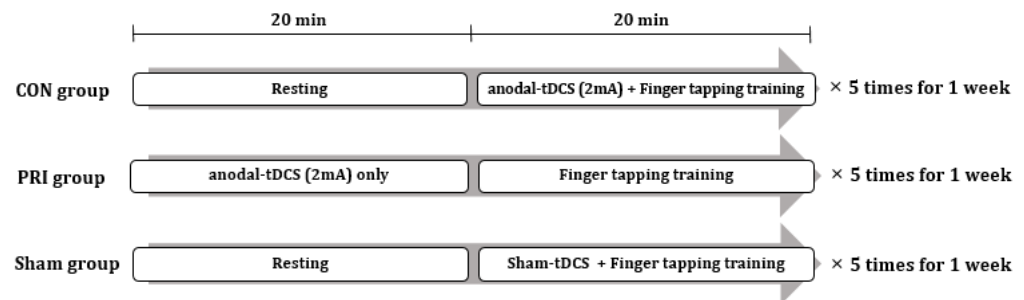 20 min 20 min
CON group Resting anodal-tDCS (2mA) + Finger tapping training × 5 times for 1 week
PRI group anodal-tDCS (2mA) only Finger tapping training × 5 times for 1 week
Sham group Resting Sham-tDCS + Finger tapping training × 5 times for 1 week